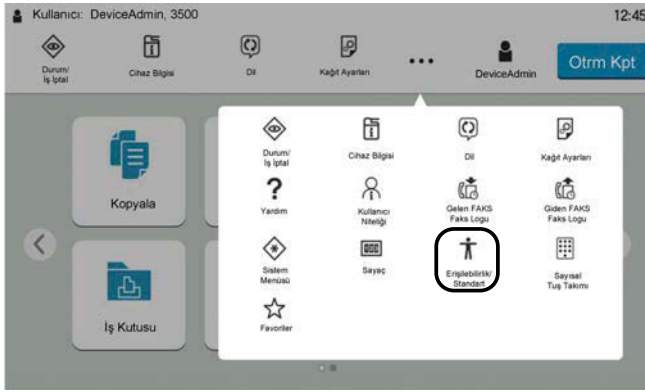 Kullanıcı: DeviceAdmin, 3500
12:45
Durum/
İş İptal
Cihaz Bilgisi
Dil
Kağıt Ayarları
DeviceAdmin
Otrm Kpt
Kopyala
İş Kutusu
Durum/
İş İptal
Cihaz Bilgisi
Dil
Kağıt Ayarları
Yardım
Kullanıcı
Niteliği
Gelen FAKS
Faks Logu
Giden FAKS
Faks Logu
Sistem
Menüsü
Sayaç
Erişilebilirlik/
Standart
Sayısal
Tuş Takımı
Favoriler